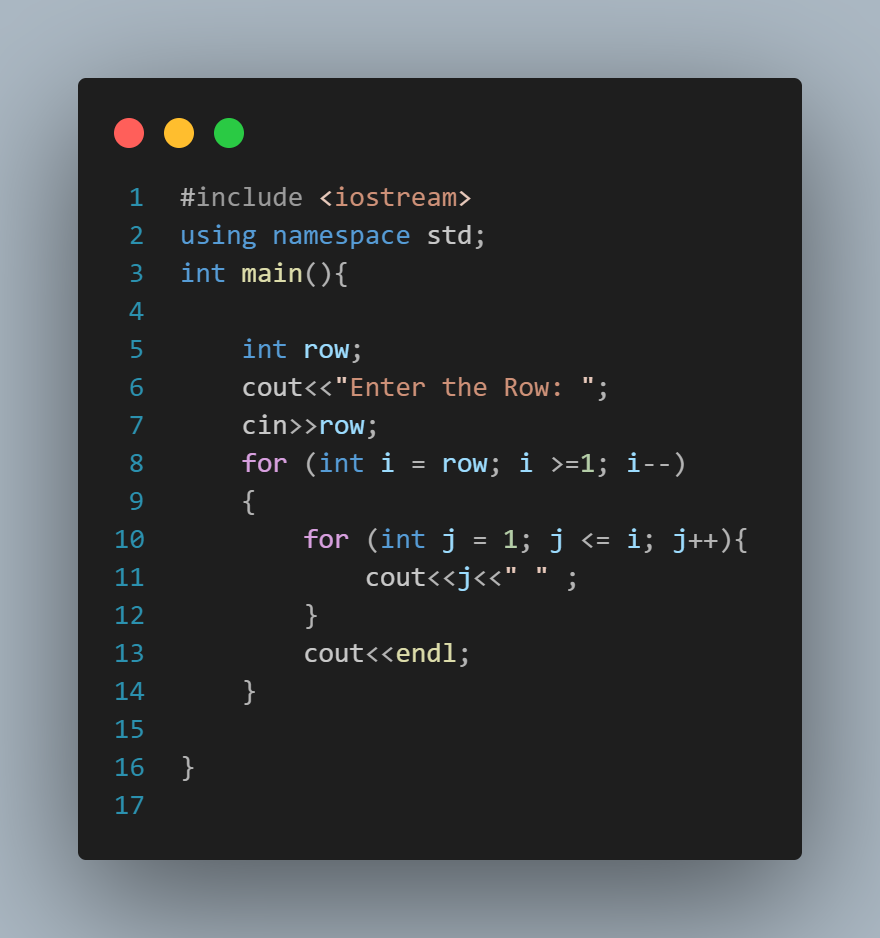 1 #include <iostream>
2 using namespace std;
3 int main(){
4
5     int row;
6     cout<<"Enter the Row: ";
7     cin>>row;
8     for (int i = row; i >=1; i--)
9     {
10         for (int j = 1; j <= i; j++){
11             cout<<j<<" " ;
12         }
13         cout<<endl;
14     }
15
16 }
17